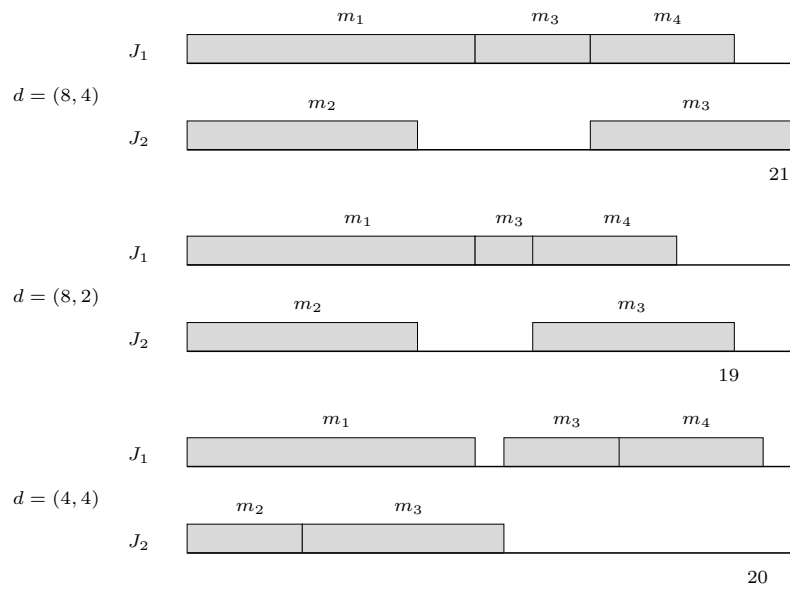 m₁ m₃ m₄
J₁
d = (8, 4)
m₂ m₃
J₂
21
m₁ m₃ m₄
J₁
d = (8, 2)
m₂ m₃
J₂
19
m₁ m₃ m₄
J₁
d = (4, 4)
m₂ m₃
J₂
20